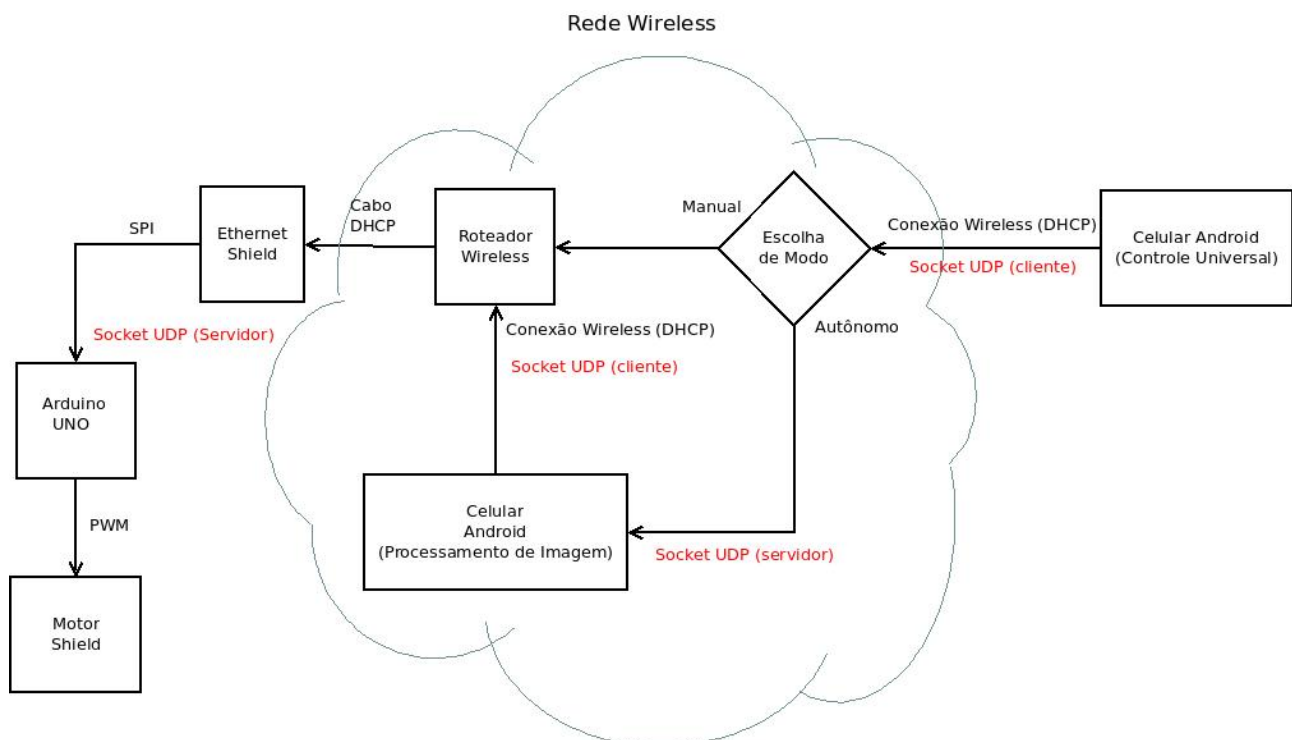 Rede Wireless
Cabo
DHCP
SPI
Ethernet
Shield
Roteador
Wireless
Manual
Escolha
de Modo
Conexão Wireless (DHCP)
Socket UDP (cliente)
Celular Android
(Controle Universal)
Socket UDP (Servidor)
Conexão Wireless (DHCP)
Socket UDP (cliente)
Autônomo
Arduino
UNO
PWM
Celular
Android
(Processamento de Imagem)
Socket UDP (servidor)
Motor
Shield